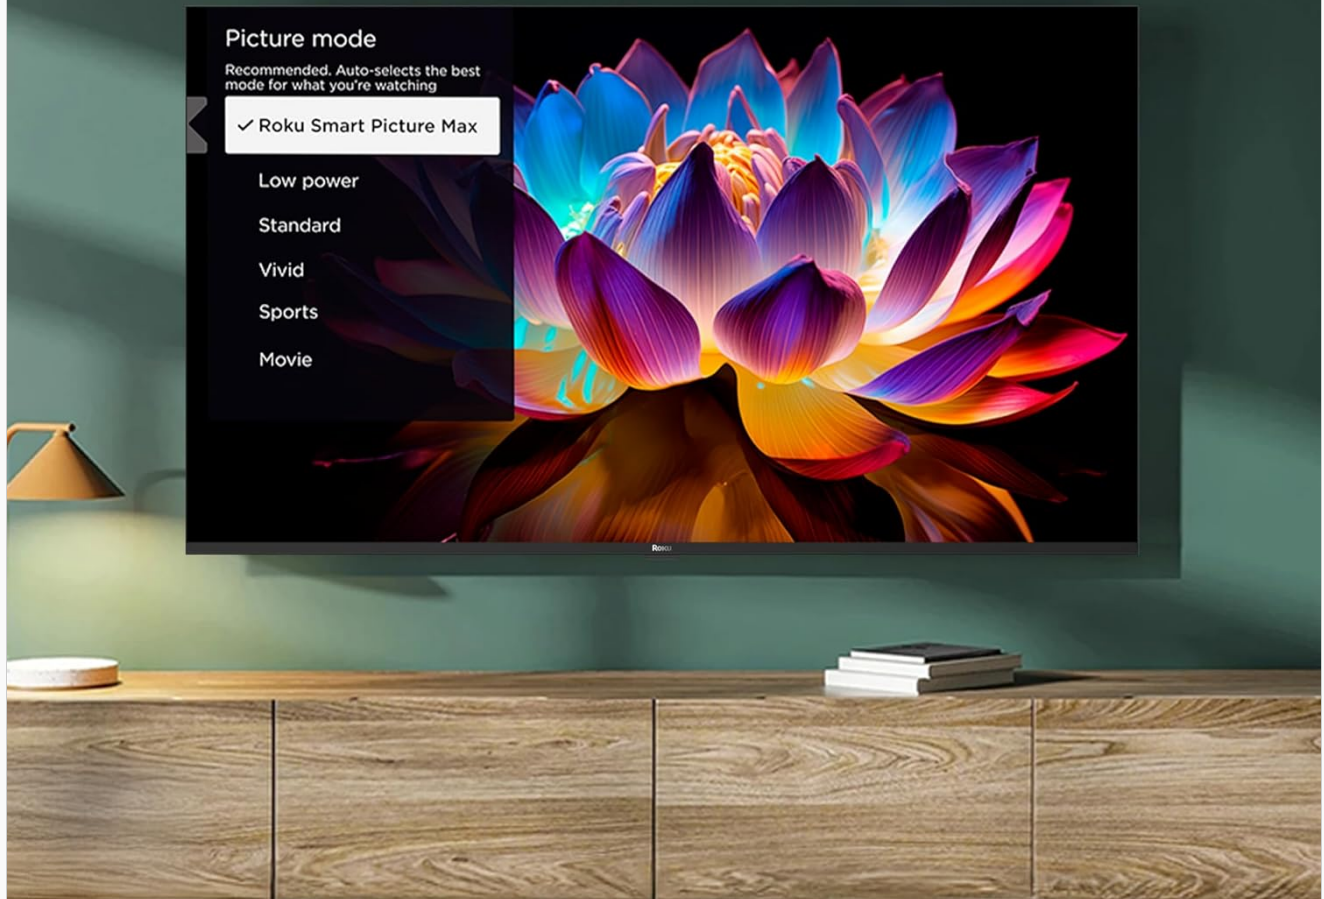 Picture mode
Recommended. Auto-selects the best
mode for what you're watching
✓ Roku Smart Picture Max
Low power
Standard
Vivid
Sports
Movie
Roku